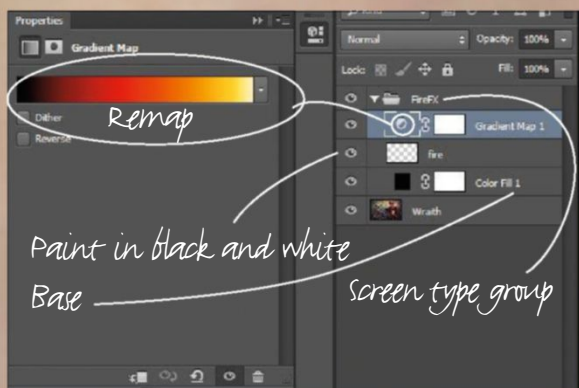 Properties
Gradient Map
Dither
Reverse
Remap
Paint in black and white
Base
Normal
Opacity: 100%
Lock:
Fill: 100%
FireFX
Gradient Map 1
fire
Color Fill 1
Wraith
Screen type group